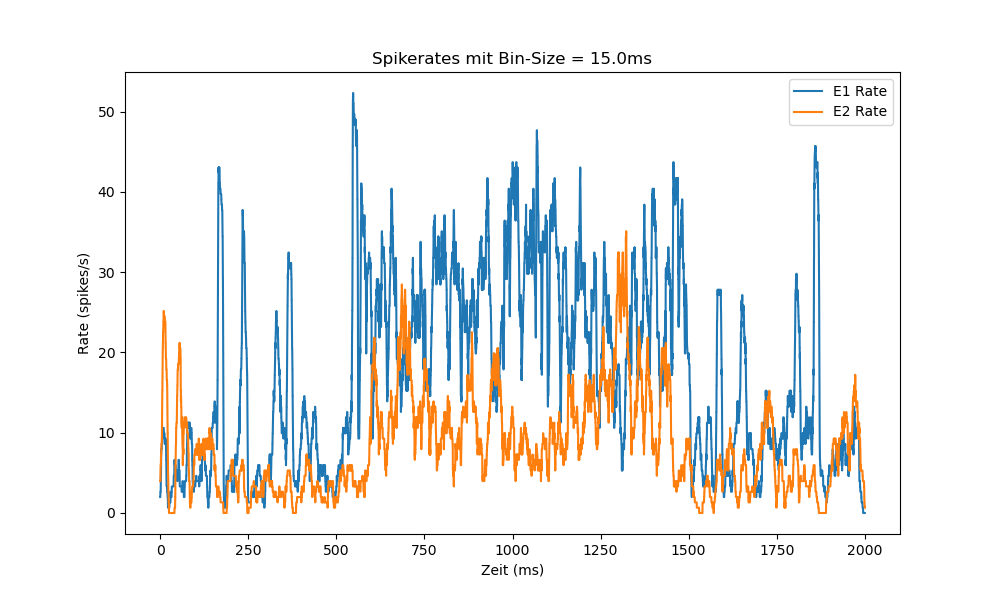 Spikerates mit Bin-Size = 15.0ms
E1 Rate
E2 Rate
Rate (spikes/s)
50
40
30
20
10
0
0 250 500 750 1000 1250 1500 1750 2000
Zeit (ms)